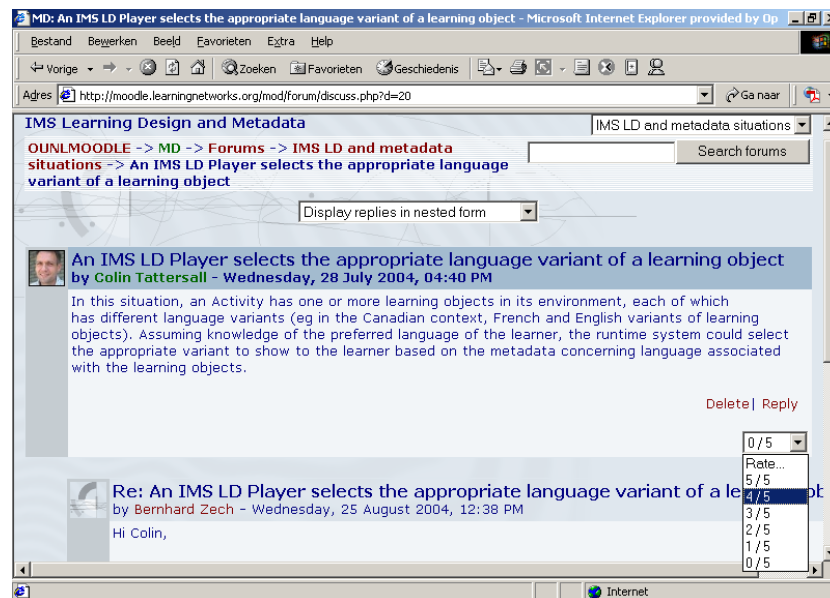 MD: An IMS LD Player selects the appropriate language variant of a learning object - Microsoft Internet Explorer provided by Op
Bestand Bewerken Beeld Favorieten Extra Help
Vorige Zoeken Favorieten Geschiedenis
Adres http://moodle.learningnetworks.org/mod/forum/discuss.php?d=20 Ga naar
IMS Learning Design and Metadata
IMS LD and metadata situations
OUNLMOODLE -> MD -> Forums -> IMS LD and metadata
situations -> An IMS LD Player selects the appropriate language
variant of a learning object
Search forums
Display replies in nested form
An IMS LD Player selects the appropriate language variant of a learning object
by Colin Tattersall - Wednesday, 28 July 2004, 04:40 PM
In this situation, an Activity has one or more learning objects in its environment, each of which
has different language variants (eg in the Canadian context, French and English variants of learning
objects). Assuming knowledge of the preferred language of the learner, the runtime system could select
the appropriate variant to show to the learner based on the metadata concerning language associated
with the learning objects.
Delete| Reply
0 / 5
Rate...
5 / 5
4 / 5
3 / 5
2 / 5
1 / 5
0 / 5
Re: An IMS LD Player selects the appropriate language variant of a le
by Bernhard Zech - Wednesday, 25 August 2004, 12:38 PM
Hi Colin,
Internet